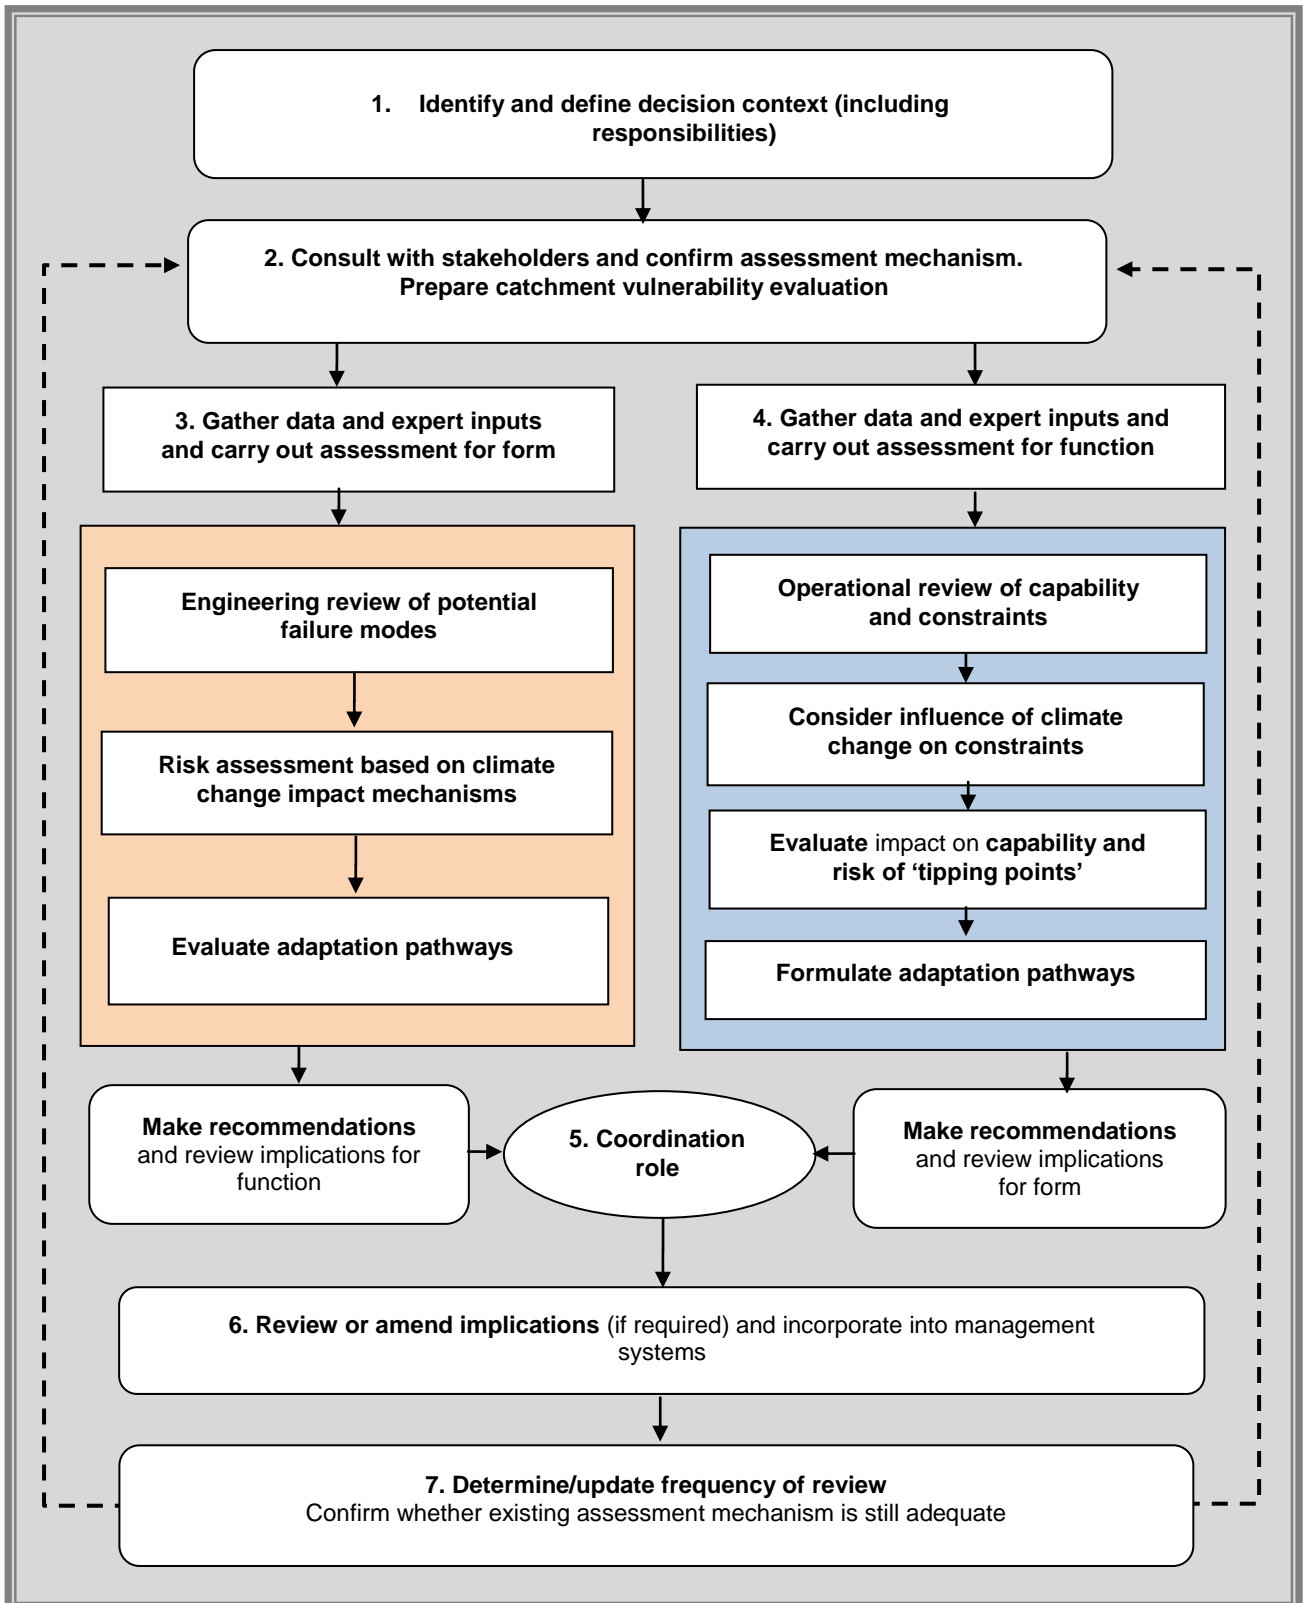 1. Identify and define decision context (including
responsibilities)
2. Consult with stakeholders and confirm assessment mechanism.
Prepare catchment vulnerability evaluation
3. Gather data and expert inputs
and carry out assessment for form
4. Gather data and expert inputs and
carry out assessment for function
Engineering review of potential
failure modes
Risk assessment based on climate
change impact mechanisms
Evaluate adaptation pathways
Operational review of capability
and constraints
Consider influence of climate
change on constraints
Evaluate impact on capability and
risk of ‘tipping points’
Formulate adaptation pathways
Make recommendations
and review implications for
function
5. Coordination
role
Make recommendations
and review implications
for form
6. Review or amend implications (if required) and incorporate into management
systems
7. Determine/update frequency of review
Confirm whether existing assessment mechanism is still adequate